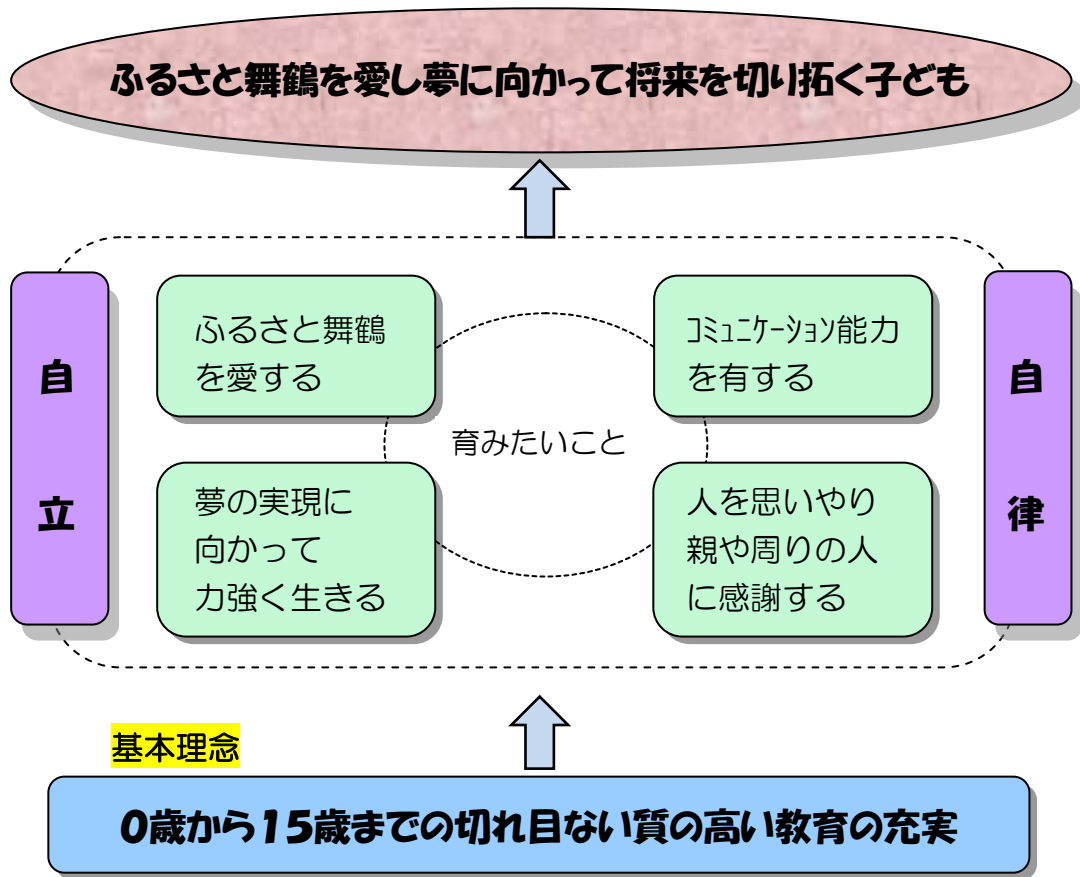 ふるさと舞鶴を愛し夢に向かって将来を切り拓く子ども
自立
ふるさと舞鶴
を愛する
コミュニケーション能力
を有する
育みたいこと
夢の実現に
向かって
力強く生きる
人を思いやり
親や周りの人
に感謝する
自律
基本理念
0歳から15歳までの切れ目ない質の高い教育の充実